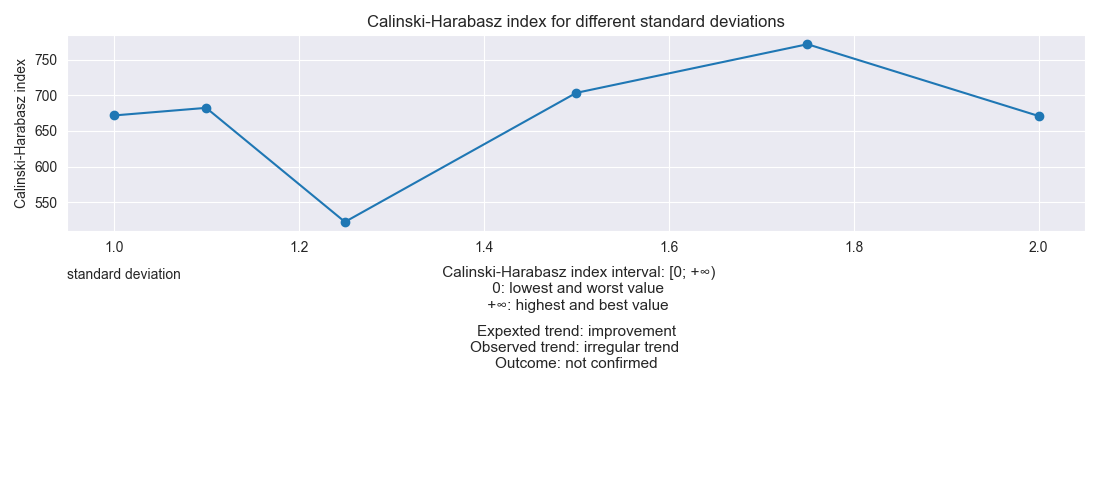 Calinski-Harabasz index for different standard deviations
Calinski-Harabasz index
750
700
650
600
550
1.0 1.2 1.4 1.6 1.8 2.0
standard deviation
Calinski-Harabasz index interval: [0; +∞)
0: lowest and worst value
+∞: highest and best value
Expexted trend: improvement
Observed trend: irregular trend
Outcome: not confirmed